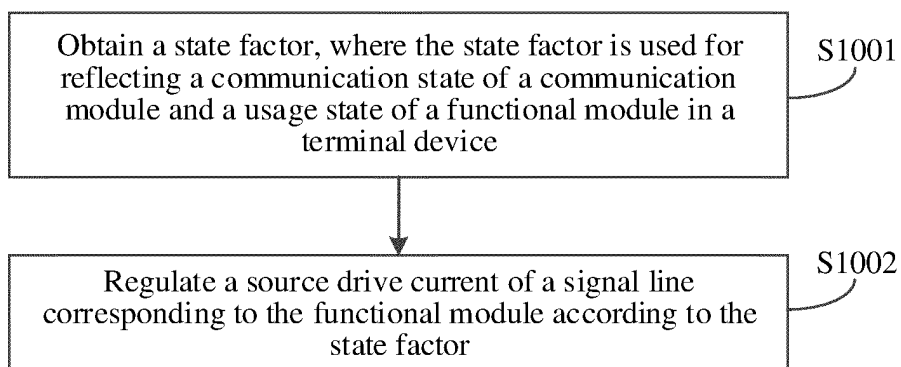 Obtain a state factor, where the state factor is used for
reflecting a communication state of a communication
module and a usage state of a functional module in a
terminal device
S1001
Regulate a source drive current of a signal line
corresponding to the functional module according to the
state factor
S1002